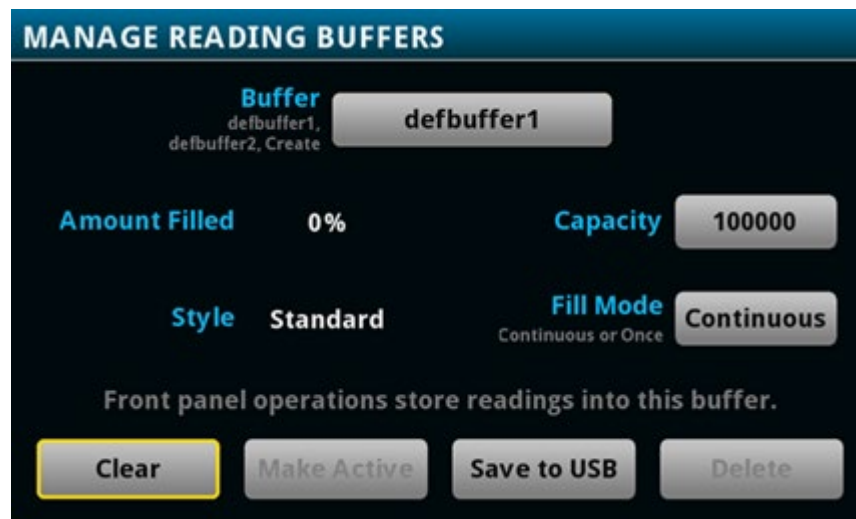 MANAGE READING BUFFERS
Buffer
defbuffer1,
defbuffer2, Create
defbuffer1
Amount Filled 0% Capacity 100000
Style Standard Fill Mode
Continuous or Once
Continuous
Front panel operations store readings into this buffer.
Clear Make Active Save to USB Delete